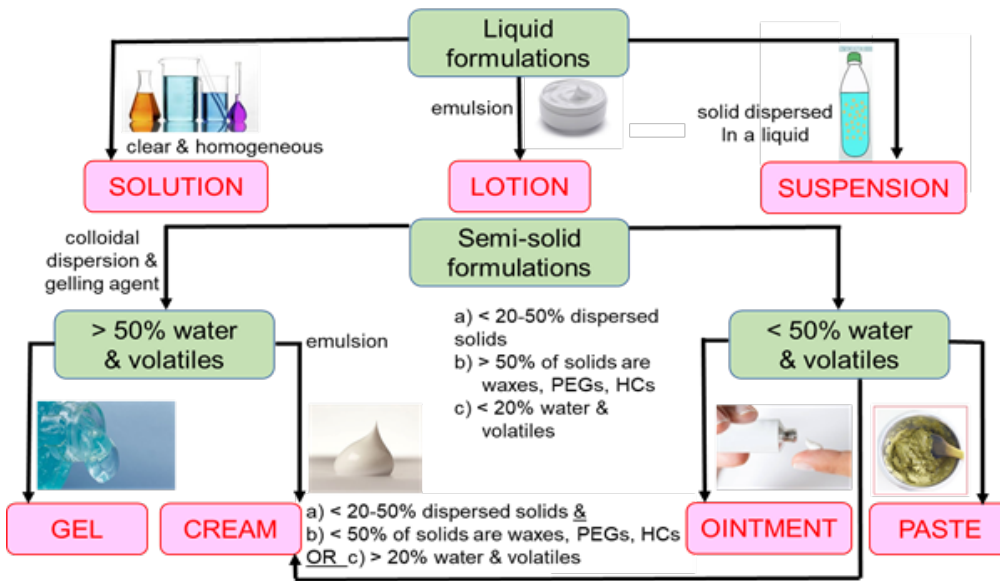 Liquid
formulations
emulsion
solid dispersed
In a liquid
clear & homogeneous
SOLUTION
LOTION
SUSPENSION
Semi-solid
formulations
colloidal
dispersion &
gelling agent
> 50% water
& volatiles
emulsion
a) < 20-50% dispersed
solids
b) > 50% of solids are
waxes, PEGs, HCs
c) < 20% water &
volatiles
< 50% water
& volatiles
GEL
CREAM
a) < 20-50% dispersed solids &
b) < 50% of solids are waxes, PEGs, HCs
OR c) > 20% water & volatiles
OINTMENT
PASTE